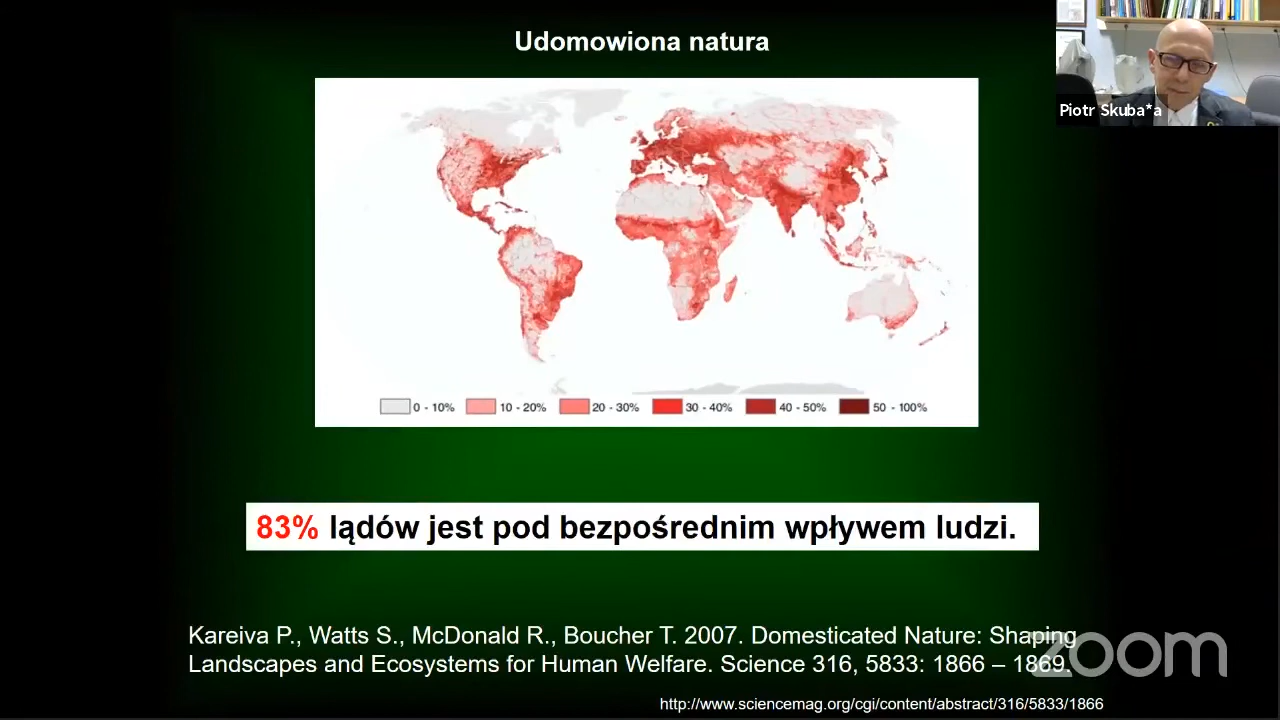 Udomowiona natura
Piotr Skuba*a
0 - 10%
10 - 20%
20 - 30%
30 - 40%
40 - 50%
50 - 100%
83% lądów jest pod bezpośrednim wpływem ludzi.
Kareiva P., Watts S., McDonald R., Boucher T. 2007. Domesticated Nature: Shaping
Landscapes and Ecosystems for Human Welfare. Science 316, 5833: 1866 – 1869.
zoom
http://www.sciencemag.org/cgi/content/abstract/316/5833/1866